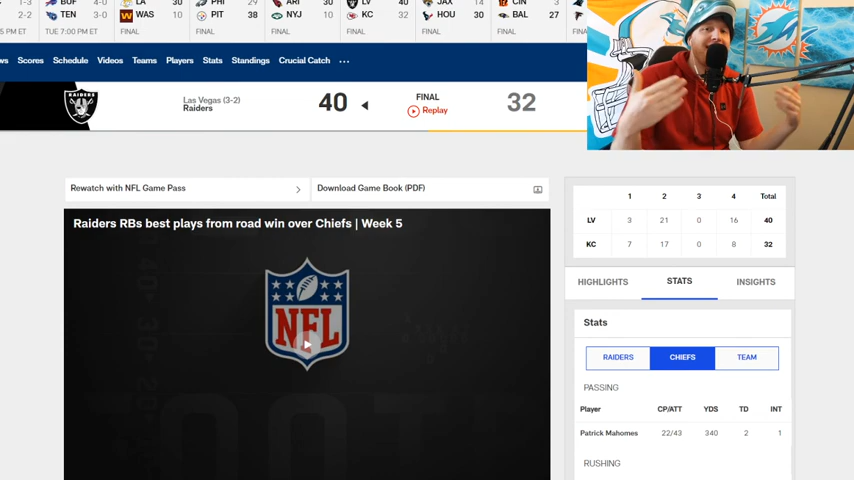 1-3 BUF 4-0 LA 30 PHI 29 ARI 30 LV 40 JAX 14 CIN 3
2-2 TEN 3-0 WAS 10 PIT 38 NYJ 10 KC 32 HOU 30 BAL 27
5 PM ET TUE 7:00 PM ET FINAL FINAL FINAL FINAL FINAL FINAL FINAL
ws Scores Schedule Videos Teams Players Stats Standings Crucial Catch ...
RAIDERS
Las Vegas (3-2)
Raiders
40
FINAL
Replay
32
Rewatch with NFL Game Pass
Download Game Book (PDF)
Raiders RBs best plays from road win over Chiefs | Week 5
NFL
1 2 3 4 Total
LV 3 21 0 16 40
KC 7 17 0 8 32
HIGHLIGHTS STATS INSIGHTS
Stats
RAIDERS CHIEFS TEAM
PASSING
Player CP/ATT YDS TD INT
Patrick Mahomes 22/43 340 2 1
RUSHING